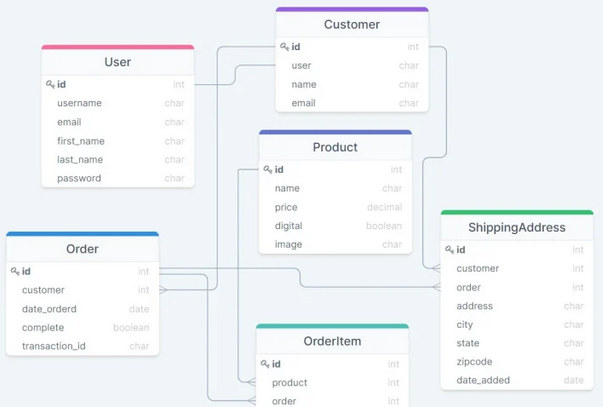 User
id int
username char
email char
first_name char
last_name char
password char
Customer
id int
user char
name char
email char
Product
id int
name char
price decimal
digital boolean
image char
Order
id int
customer int
date_orderd date
complete boolean
transaction_id char
OrderItem
id int
product int
order int
ShippingAddress
id int
customer int
order int
address char
city char
state char
zipcode char
date_added date